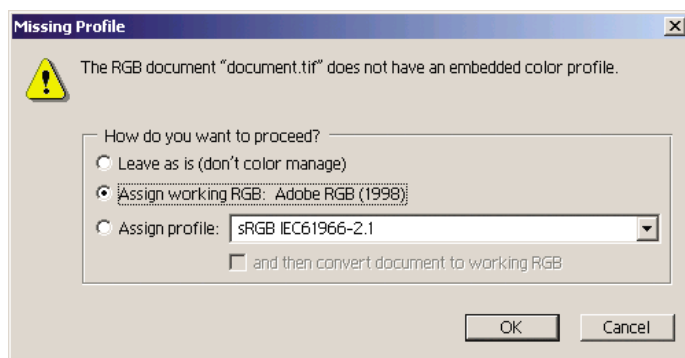 Missing Profile
The RGB document “document.tif” does not have an embedded color profile.
How do you want to proceed?
Leave as is (don't color manage)
Assign working RGB: Adobe RGB (1998)
Assign profile: sRGB IEC61966-2.1
and then convert document to working RGB
OK Cancel